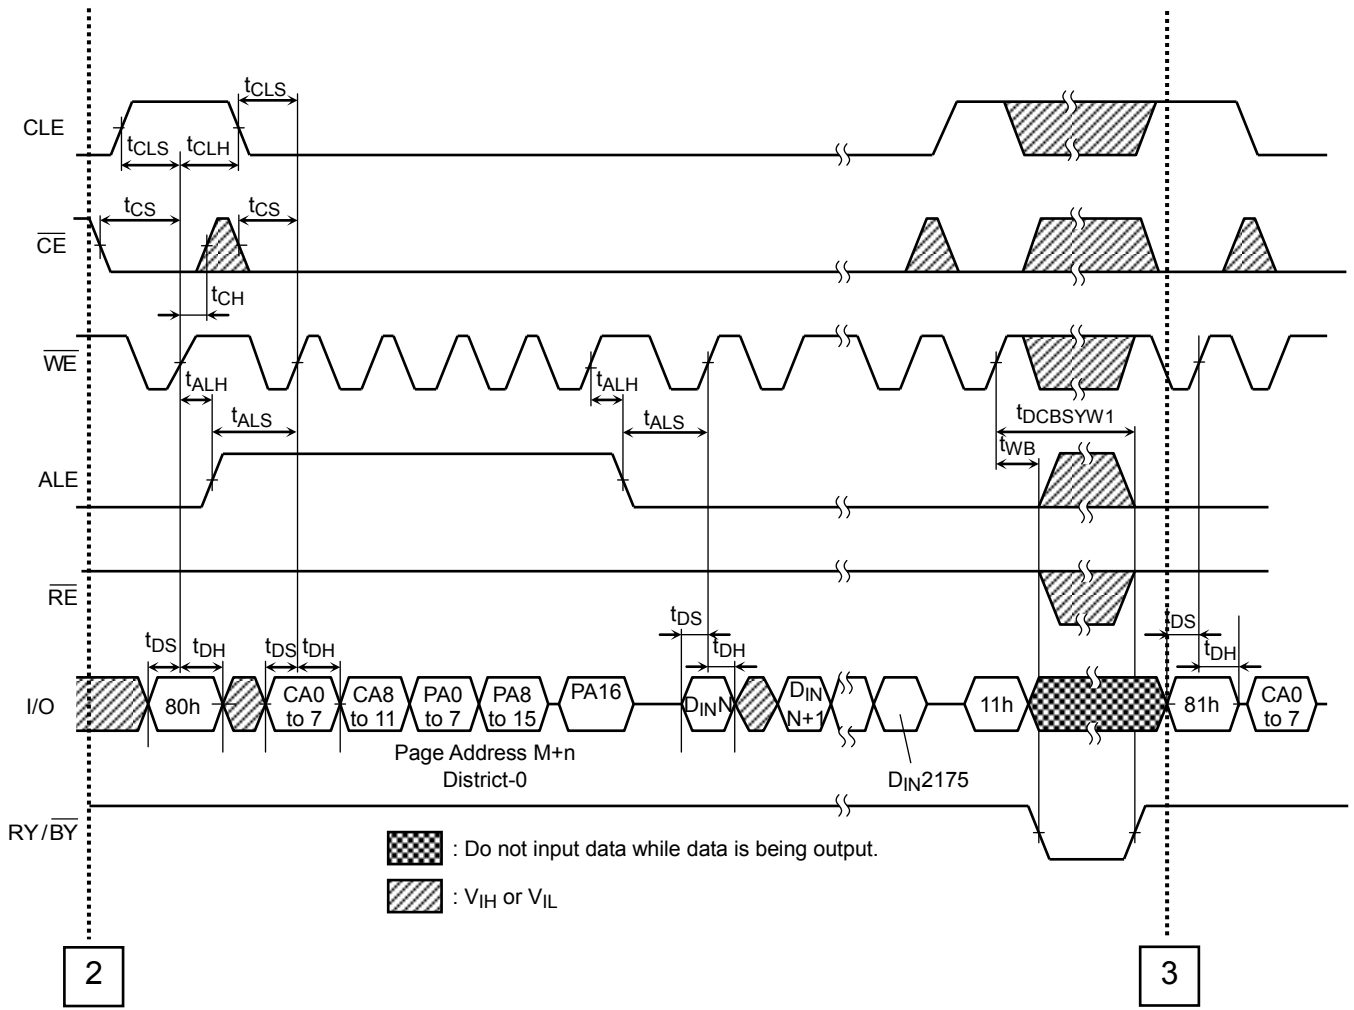 tCLS
CLE
tCLS tCLH
tCS tCS
CE
tCH
WE
tALH tALH
tALS tALS
tDCBSYW1
tWB
ALE
RE
tDS tDH tDS tDH tDS tDH DS tDH
I/O
80h
CA0 to 7
CA8 to 11
PA0 to 7
PA8 to 15
PA16
DINN
DIN N+1
11h
81h
CA0 to 7
Page Address M+n
District-0
DIN2175
RY/BY
: Do not input data while data is being output.
: VIH or VIL
2
3